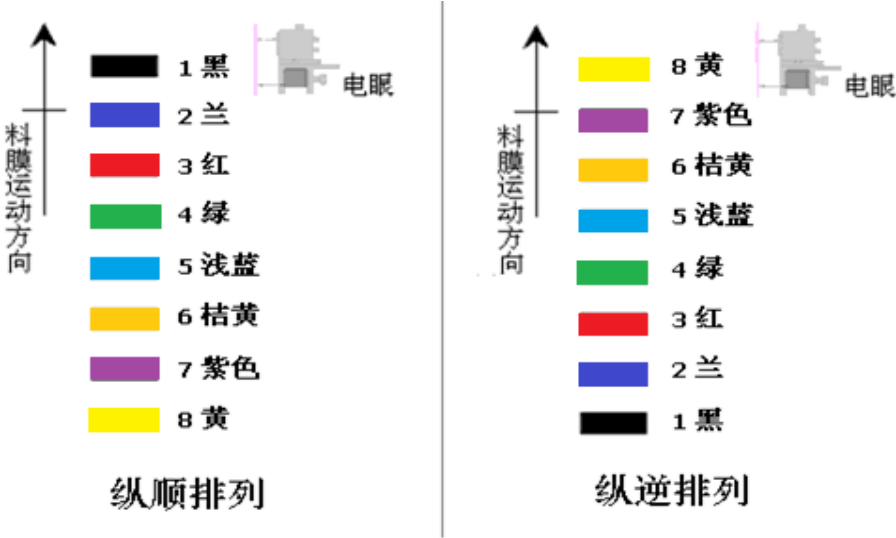 1 黑
电眼
2 兰
3 红
4 绿
5 浅蓝
6 桔黄
7 紫色
8 黄
料膜运动方向
纵顺排列
8 黄
电眼
7 紫色
6 桔黄
5 浅蓝
4 绿
3 红
2 兰
1 黑
料膜运动方向
纵逆排列